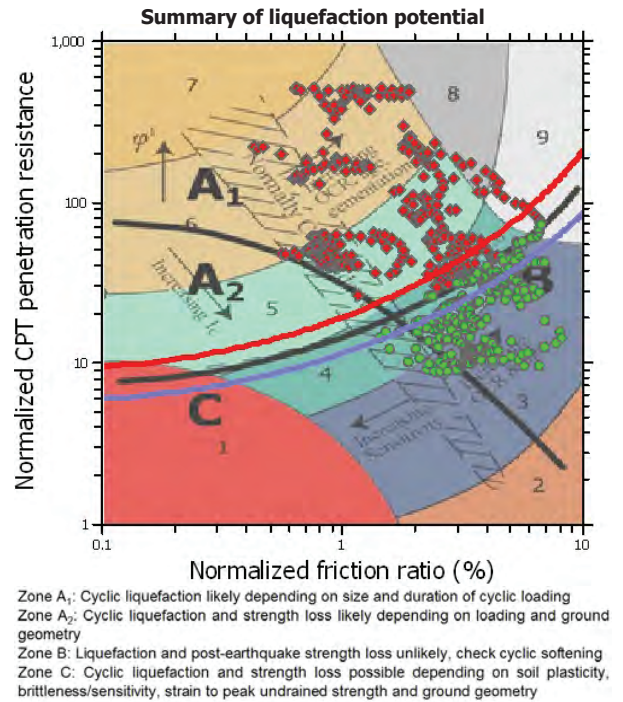 Summary of liquefaction potential
Normalized CPT penetration resistance
1,000
100
10
1
7
8
9
φ'
A1
6
Normally
OCR,
cementation
A2
Increasing Ic
5
B
4
C
3
Increasing
Sensitivity
1
2
0.1
1
10
Normalized friction ratio (%)
Zone A1: Cyclic liquefaction likely depending on size and duration of cyclic loading
Zone A2: Cyclic liquefaction and strength loss likely depending on loading and ground
geometry
Zone B: Liquefaction and post-earthquake strength loss unlikely, check cyclic softening
Zone C: Cyclic liquefaction and strength loss possible depending on soil plasticity,
brittleness/sensitivity, strain to peak undrained strength and ground geometry